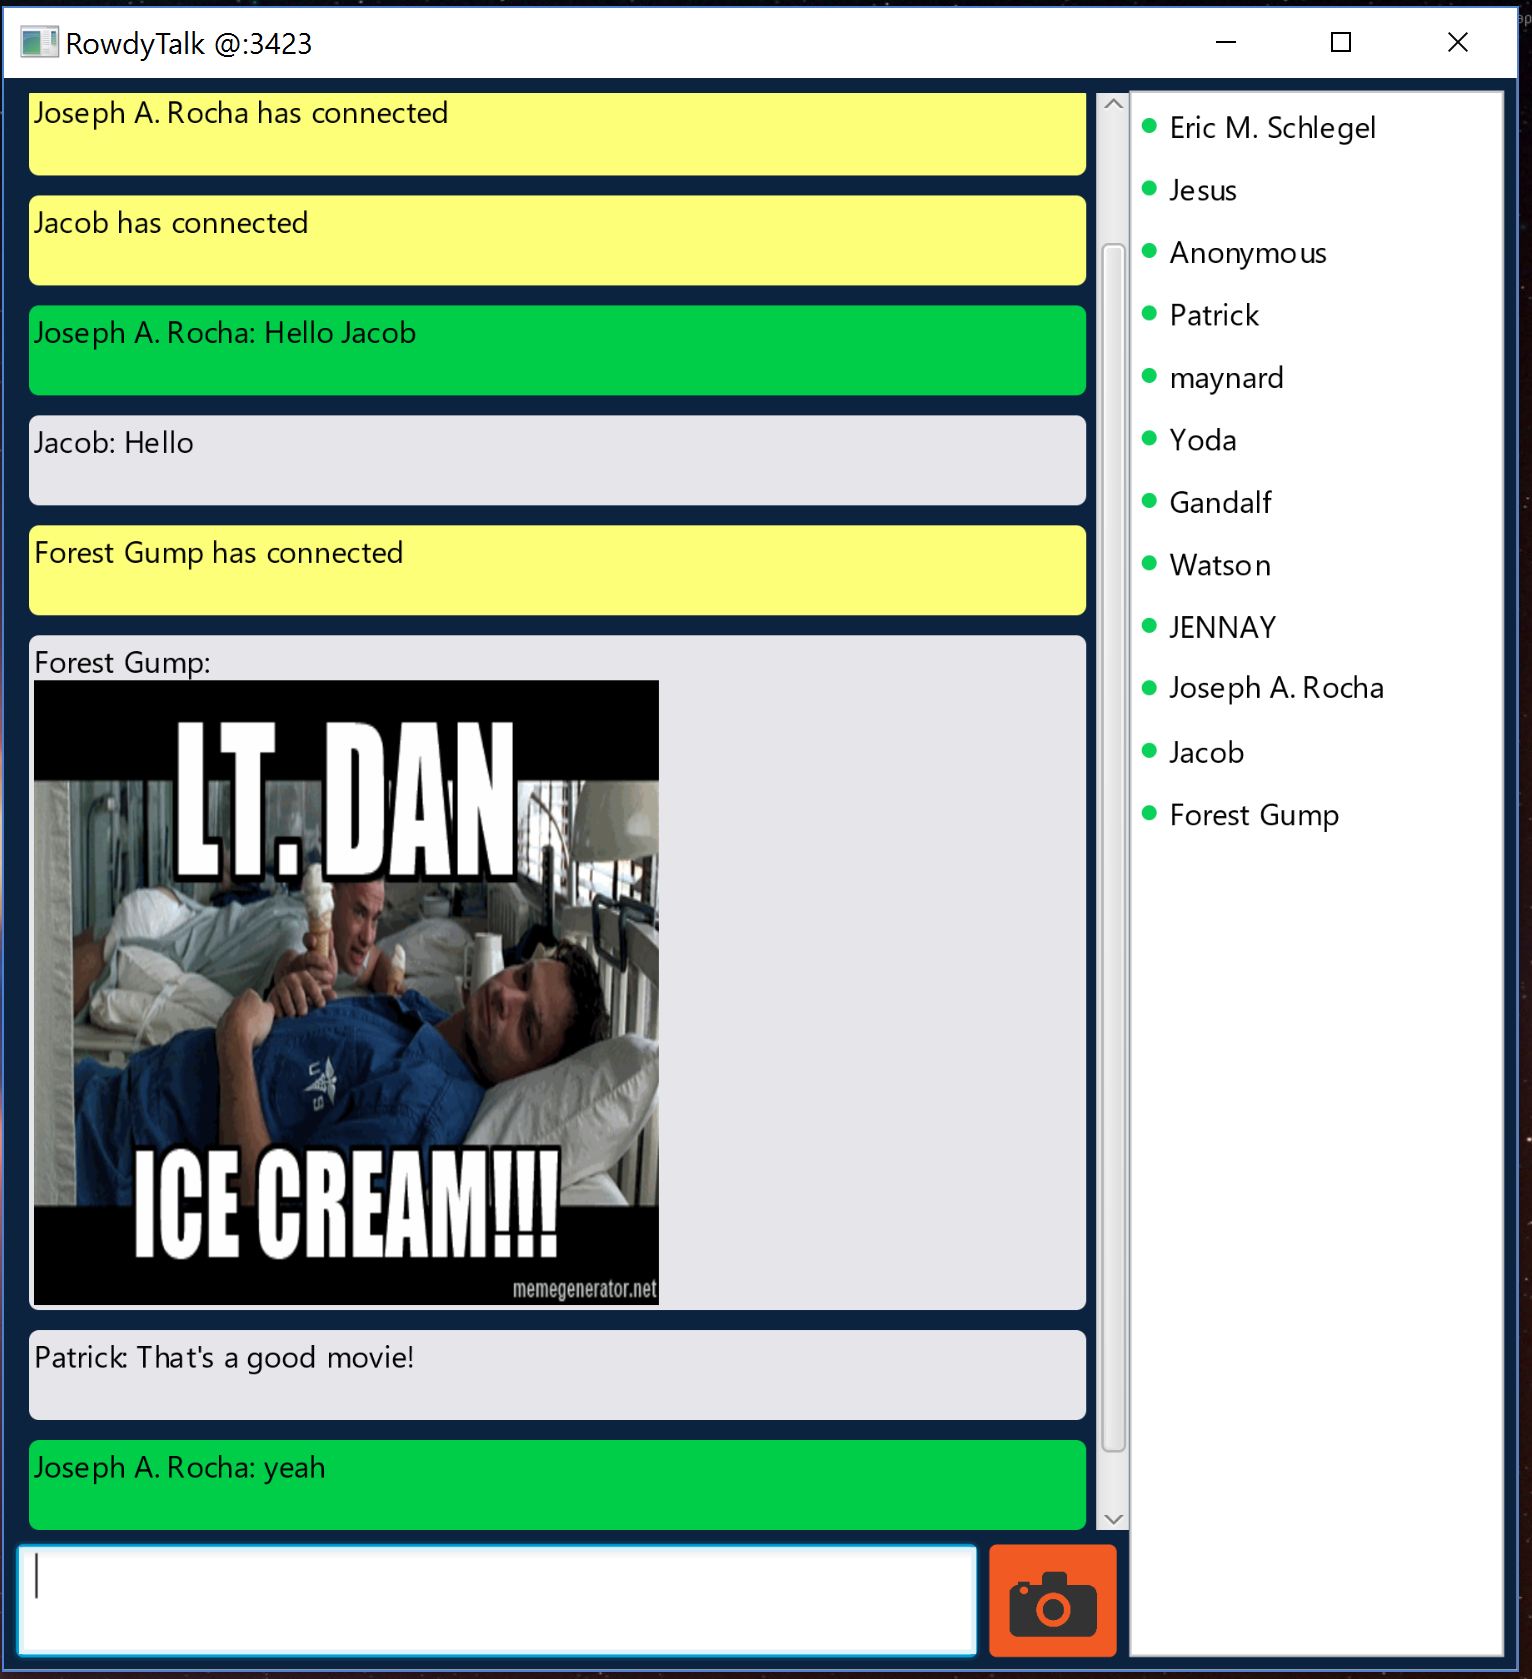 RowdyTalk @:3423
Joseph A. Rocha has connected
Jacob has connected
Joseph A. Rocha: Hello Jacob
Jacob: Hello
Forest Gump has connected
Forest Gump:
LT. DAN
U
S
ICE CREAM!!!
memegenerator.net
Patrick: That's a good movie!
Joseph A. Rocha: yeah
Eric M. Schlegel
Jesus
Anonymous
Patrick
maynard
Yoda
Gandalf
Watson
JENNAY
Joseph A. Rocha
Jacob
Forest Gump